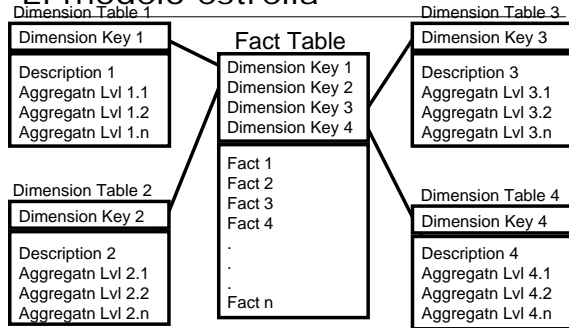 El modelo estrella
Dimension Table 1
Dimension Key 1
Description 1
Aggregatn Lvl 1.1
Aggregatn Lvl 1.2
Aggregatn Lvl 1.n
Dimension Table 2
Dimension Key 2
Description 2
Aggregatn Lvl 2.1
Aggregatn Lvl 2.2
Aggregatn Lvl 2.n
Fact Table
Dimension Key 1
Dimension Key 2
Dimension Key 3
Dimension Key 4
Fact 1
Fact 2
Fact 3
Fact 4
.
.
.
Fact n
Dimension Table 3
Dimension Key 3
Description 3
Aggregatn Lvl 3.1
Aggregatn Lvl 3.2
Aggregatn Lvl 3.n
Dimension Table 4
Dimension Key 4
Description 4
Aggregatn Lvl 4.1
Aggregatn Lvl 4.2
Aggregatn Lvl 4.n